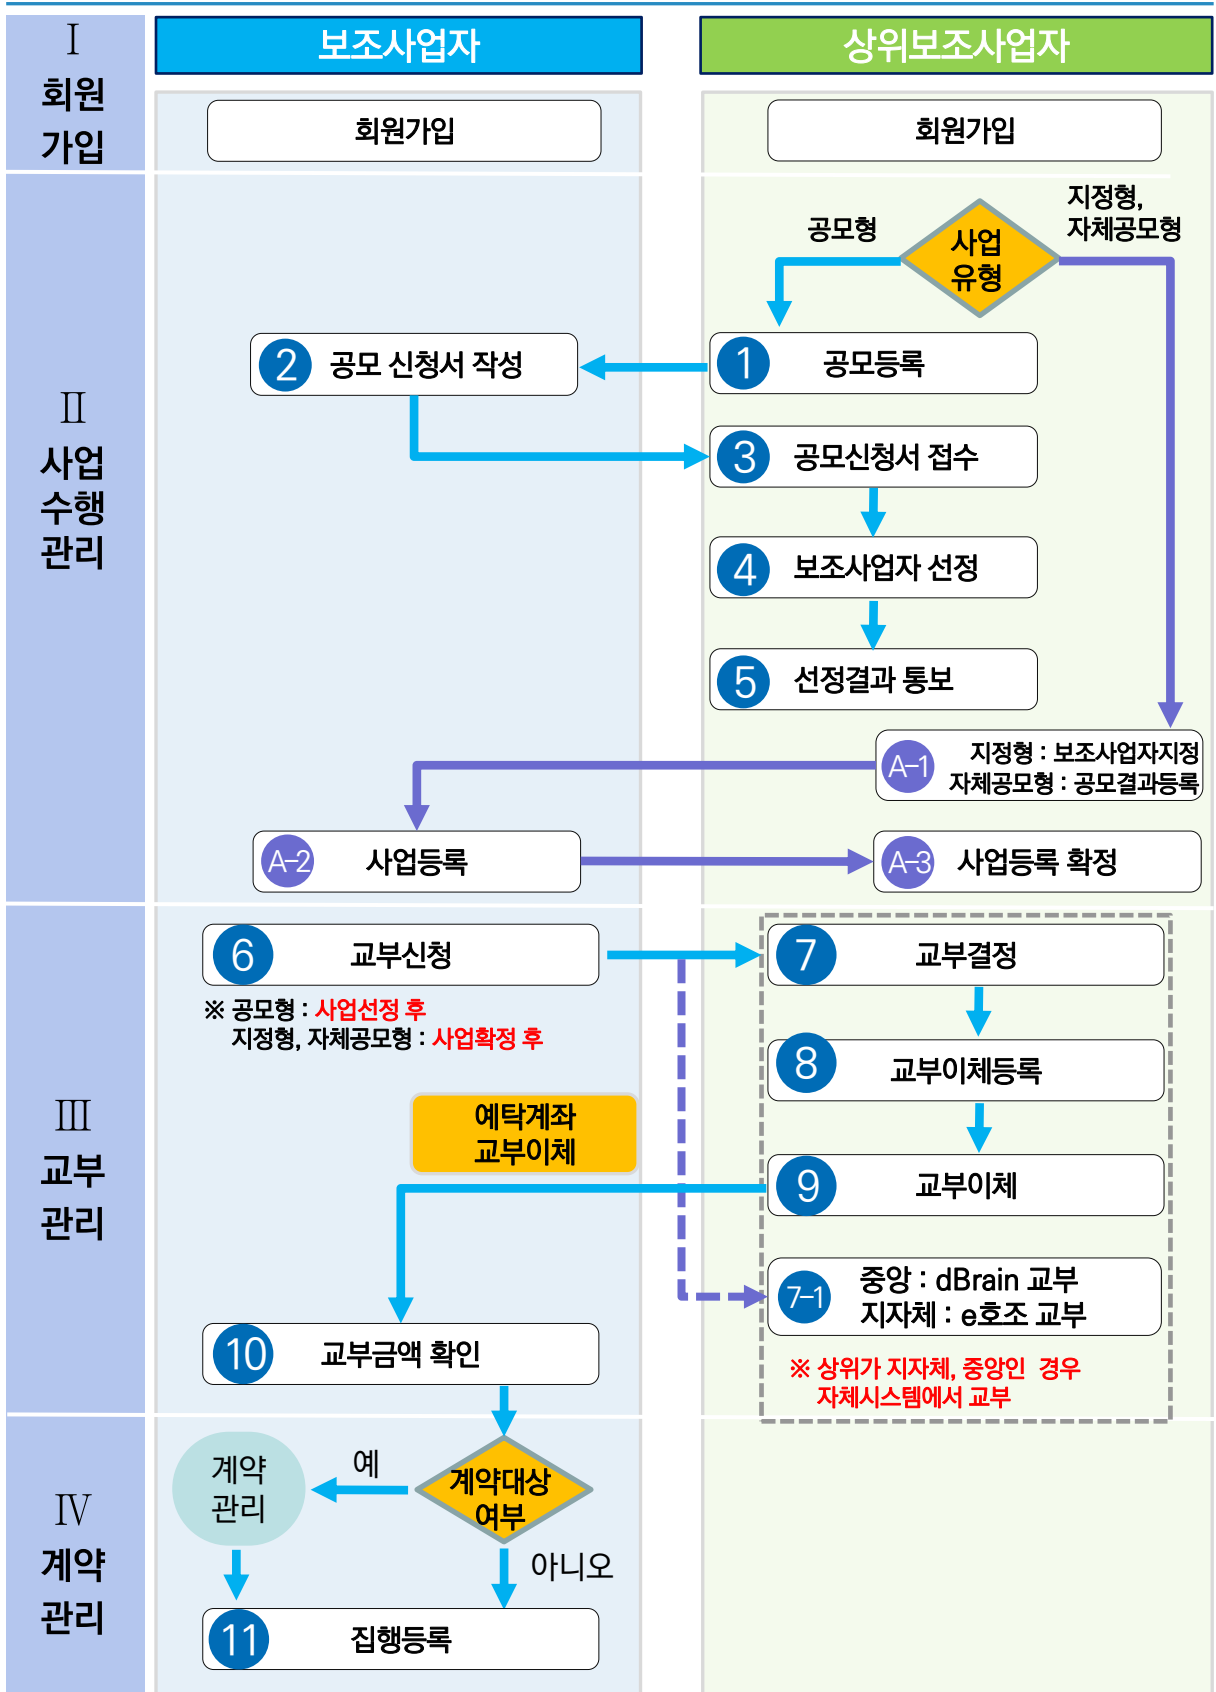 Ⅰ
회원
가입
보조사업자
상위보조사업자
회원가입
회원가입
Ⅱ
사업
수행
관리
공모형
사업
유형
지정형,
자체공모형
1 공모등록
2 공모 신청서 작성
3 공모신청서 접수
4 보조사업자 선정
5 선정결과 통보
A-1 지정형 : 보조사업자지정
자체공모형 : 공모결과등록
A-2 사업등록
A-3 사업등록 확정
Ⅲ
교부
관리
6 교부신청
※ 공모형 : 사업선정 후
지정형, 자체공모형 : 사업확정 후
7 교부결정
8 교부이체등록
예탁계좌
교부이체
9 교부이체
7-1 중앙 : dBrain 교부
지자체 : e호조 교부
※ 상위가 지자체, 중앙인 경우
자체시스템에서 교부
10 교부금액 확인
Ⅳ
계약
관리
계약
관리
예
계약대상
여부
아니오
11 집행등록